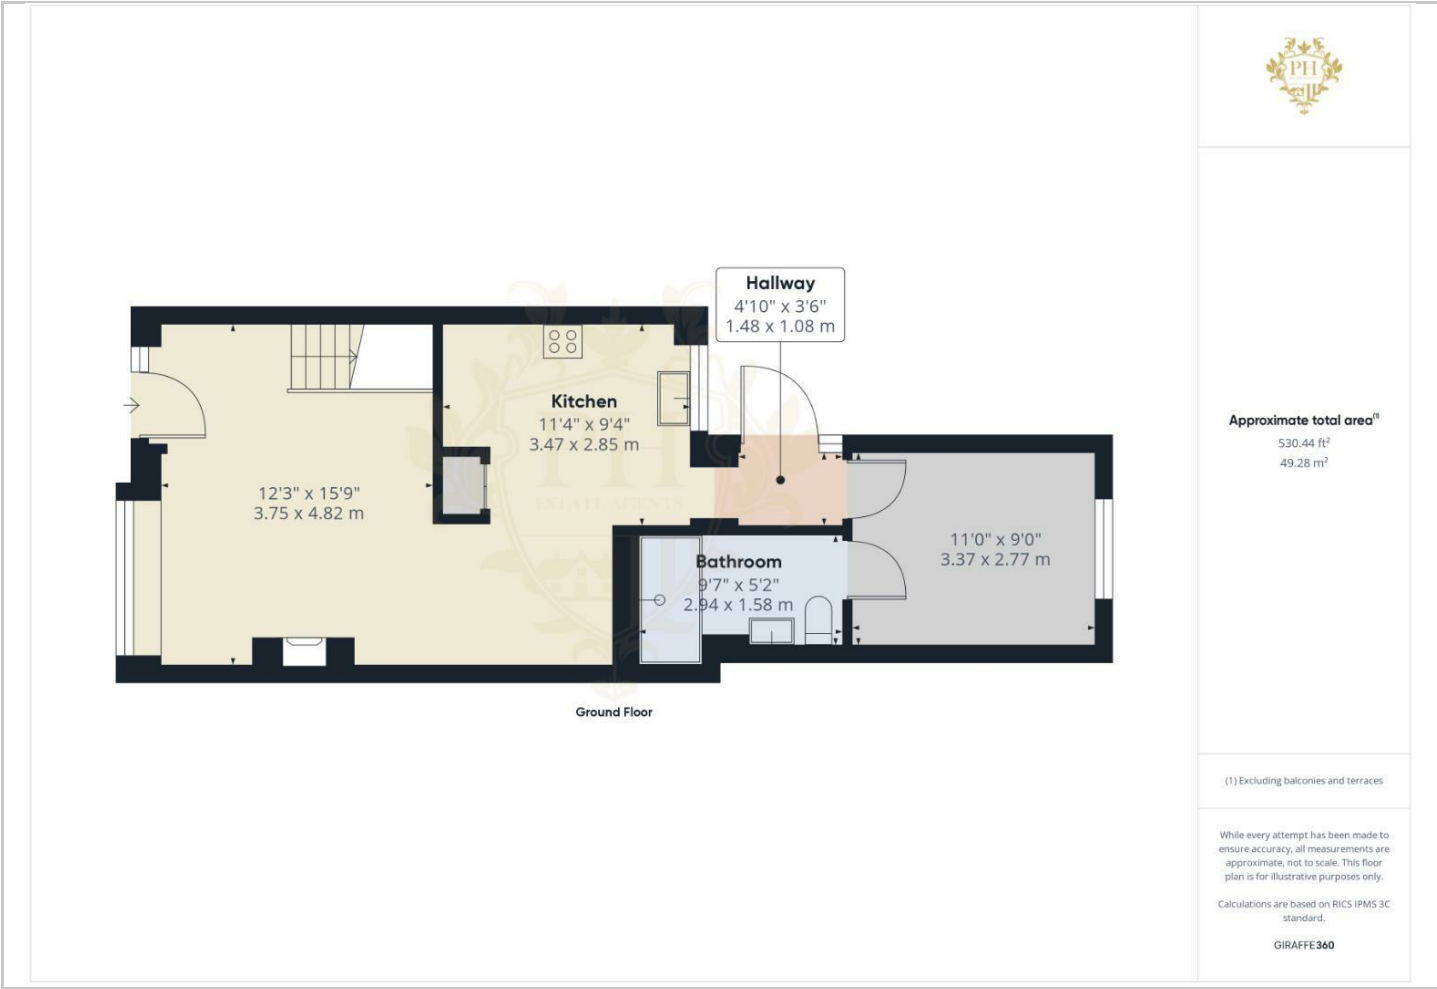 PH
Hallway
4'10" x 3'6"
1.48 x 1.08 m
Kitchen
11'4" x 9'4"
3.47 x 2.85 m
12'3" x 15'9"
3.75 x 4.82 m
PH
ESTATE AGENTS
11'0" x 9'0"
3.37 x 2.77 m
Bathroom
9'7" x 5'2"
2.94 x 1.58 m
Ground Floor
Approximate total area⁽¹⁾
530.44 ft²
49.28 m²
(1) Excluding balconies and terraces
While every attempt has been made to
ensure accuracy, all measurements are
approximate, not to scale. This floor
plan is for illustrative purposes only.
Calculations are based on RICS IPMS 3C
standard.
GIRAFFE360